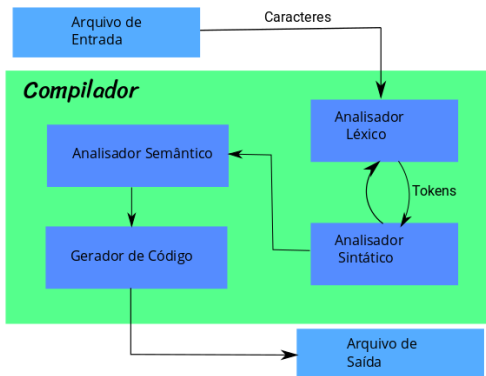 Arquivo de
Entrada
Caracteres
Compilador
Analisador
Léxico
Analisador Semântico
Tokens
Analisador
Sintático
Gerador de Código
Arquivo de
Saída